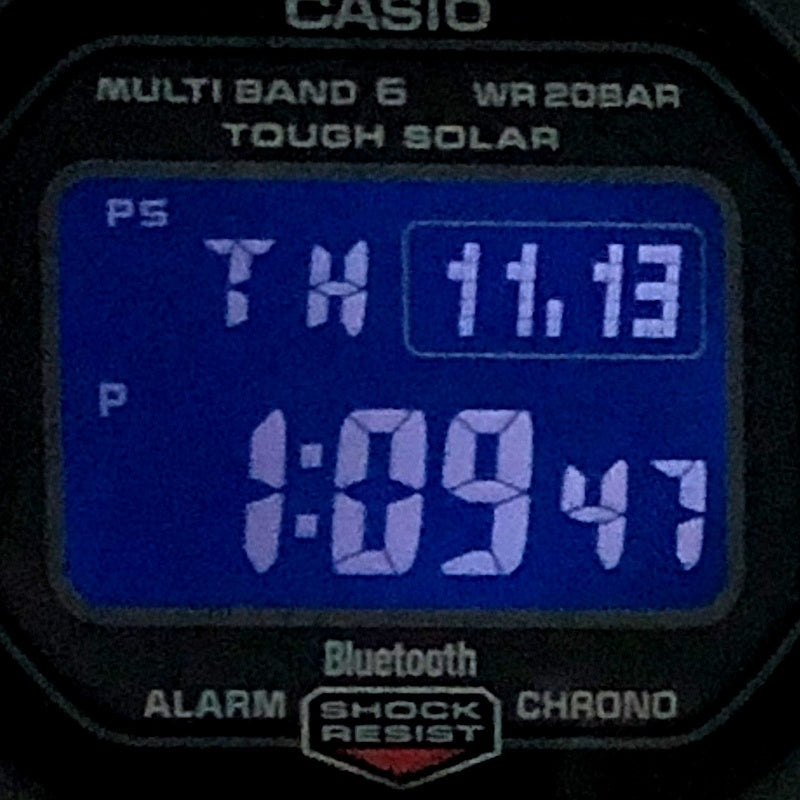 CASIO
MULTI BAND 6 WR20BAR
TOUGH SOLAR
PS
TH 11.13
P
1:09 47
Bluetooth
ALARM SHOCK RESIST CHRONO